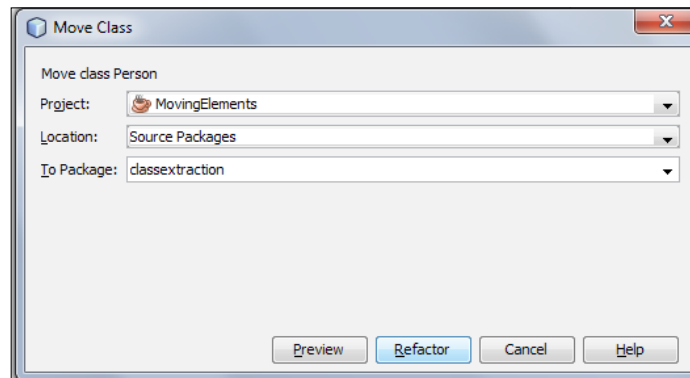 Move Class
Move class Person
Project: MovingElements
Location: Source Packages
To Package: classextraction
Preview Refactor Cancel Help